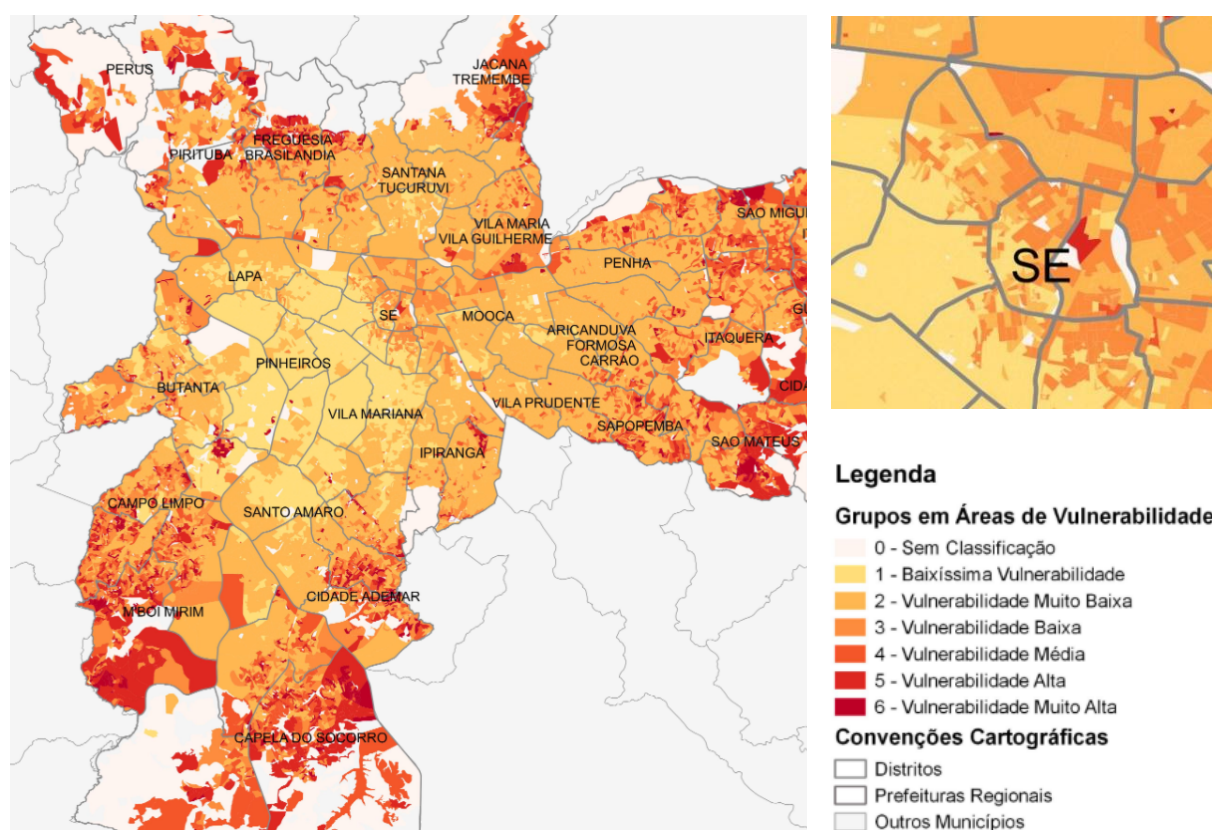 PERUS
JACANA
TREMEMBE
FREGUESIA
BRASILANDIA
PIRITUBA
SANTANA
TUCURUVI
VILA MARIA
VILA GUILHERME
SAO MIGU
PENHA
LAPA
SE
MOOCA
ARICANDUVA
FORMOSA
CARRAO
ITAQUERA
GU
CIDA
PINHEIROS
BUTANTA
VILA MARIANA
VILA PRUDENTE
SAPOPEMBA
SAO MATEUS
IPIRANGA
CAMPO LIMPO
SANTO AMARO.
CIDADE ADEMAR
M'BOI MIRIM
CAPELA DO SOCORRO
SE
Legenda
Grupos em Áreas de Vulnerabilidade
0 - Sem Classificação
1 - Baixíssima Vulnerabilidade
2 - Vulnerabilidade Muito Baixa
3 - Vulnerabilidade Baixa
4 - Vulnerabilidade Média
5 - Vulnerabilidade Alta
6 - Vulnerabilidade Muito Alta
Convenções Cartográficas
Distritos
Prefeituras Regionais
Outros Municípios